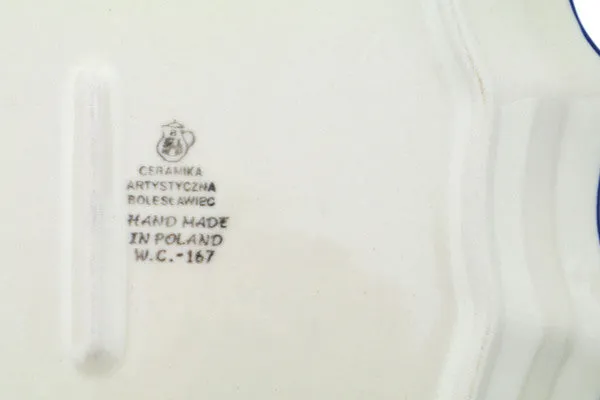 CERAMIKA
ARTYSTYCZNA
BOLESŁAWIEC
HAND MADE
IN POLAND
W.C.-167